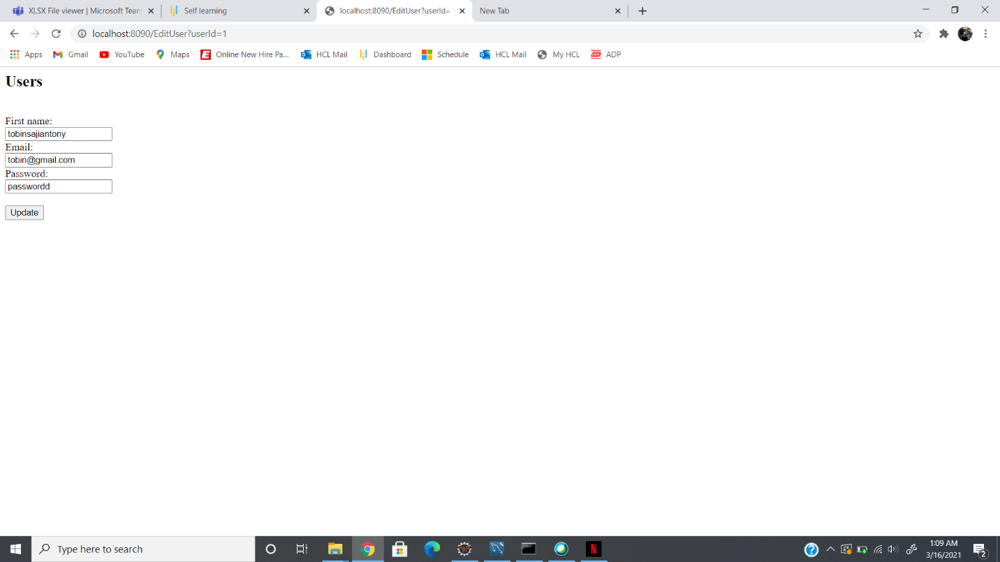 XLSX File viewer | Microsoft Team
Self learning
localhost:8090/EditUser?userId=
New Tab
localhost:8090/EditUser?userId=1
Apps
Gmail
YouTube
Maps
Online New Hire Pa...
HCL Mail
Dashboard
Schedule
HCL Mail
My HCL
ADP
Users
First name:
tobinsajiantony
Email:
tobin@gmail.com
Password:
passwordd
Update
Type here to search
1:09 AM
3/16/2021
2